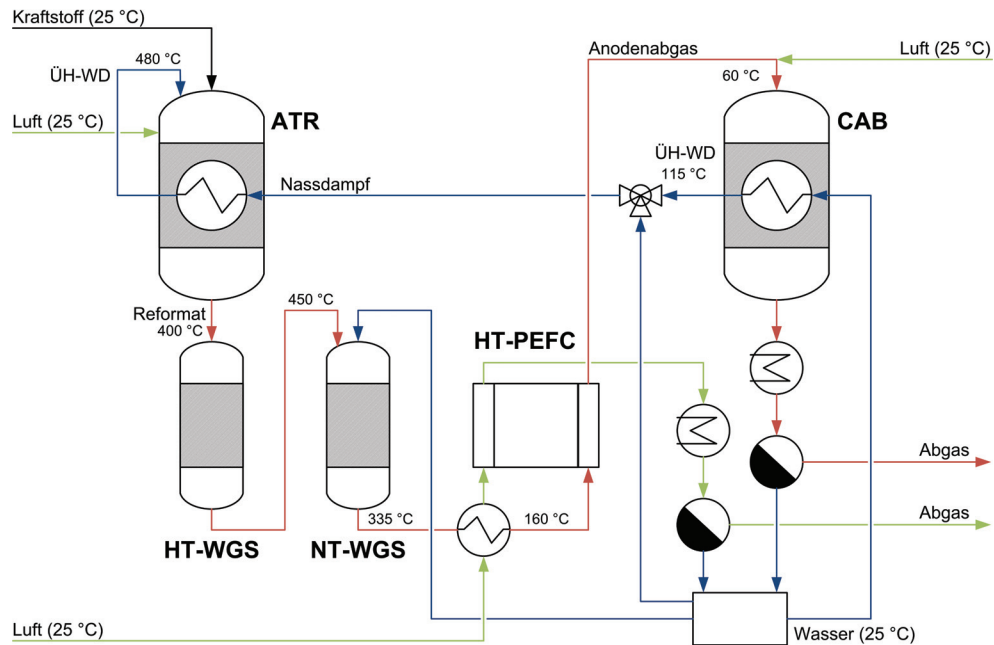 Kraftstoff (25 °C)
Anodenabgas
Luft (25 °C)
480 °C
ÜH-WD
60 °C
Luft (25 °C)
ATR
CAB
ÜH-WD
115 °C
Nassdampf
Reformat
400 °C
450 °C
HT-PEFC
Abgas
335 °C
160 °C
Abgas
HT-WGS
NT-WGS
Luft (25 °C)
Wasser (25 °C)